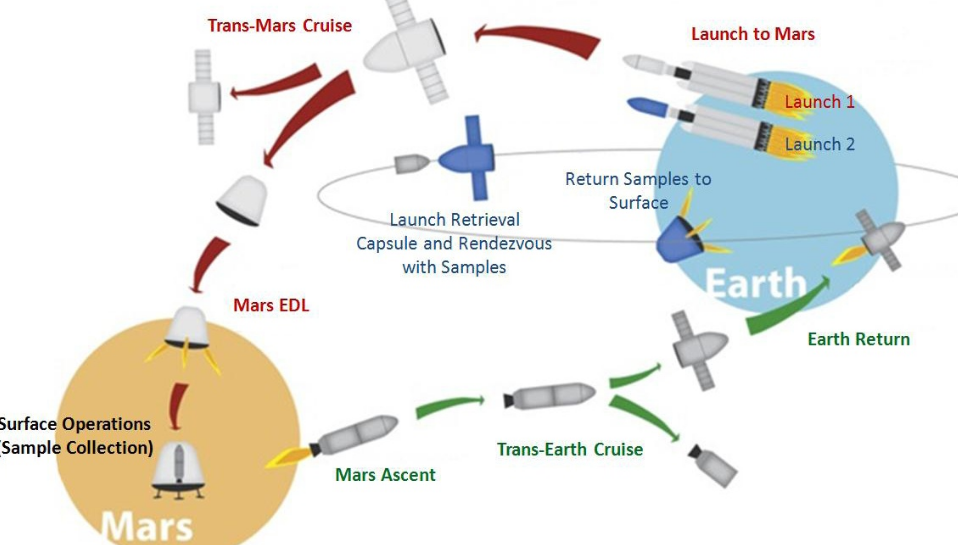 Trans-Mars Cruise
Launch to Mars
Launch 1
Launch 2
Return Samples to
Surface
Launch Retrieval
Capsule and Rendezvous
with Samples
Earth
Mars EDL
Earth Return
Surface Operations
(Sample Collection)
Trans-Earth Cruise
Mars Ascent
Mars